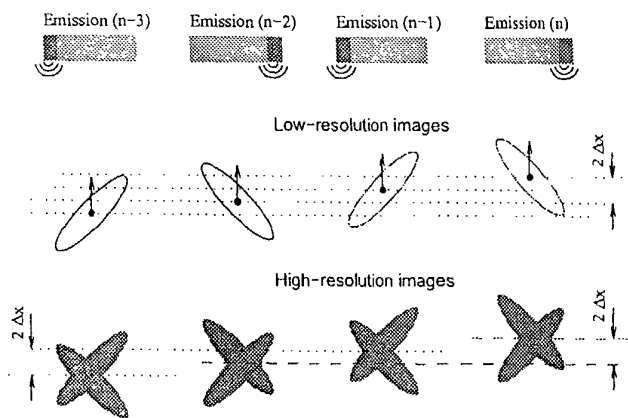 Emission (n−3)
Emission (n−2)
Emission (n−1)
Emission (n)
Low−resolution images
2 Δx
High−resolution images
2 Δx
2 Δx